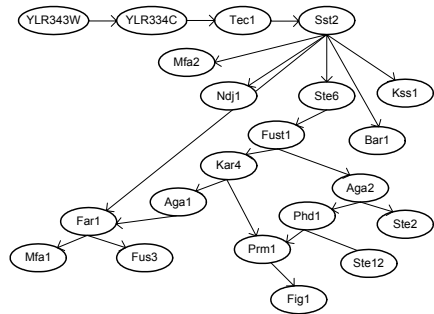 YLR343W YLR334C Tec1 Sst2
Mfa2
Ndj1 Ste6 Kss1
Fust1 Bar1
Kar4
Aga1 Aga2
Far1 Phd1 Ste2
Mfa1 Fus3 Prm1 Ste12
Fig1